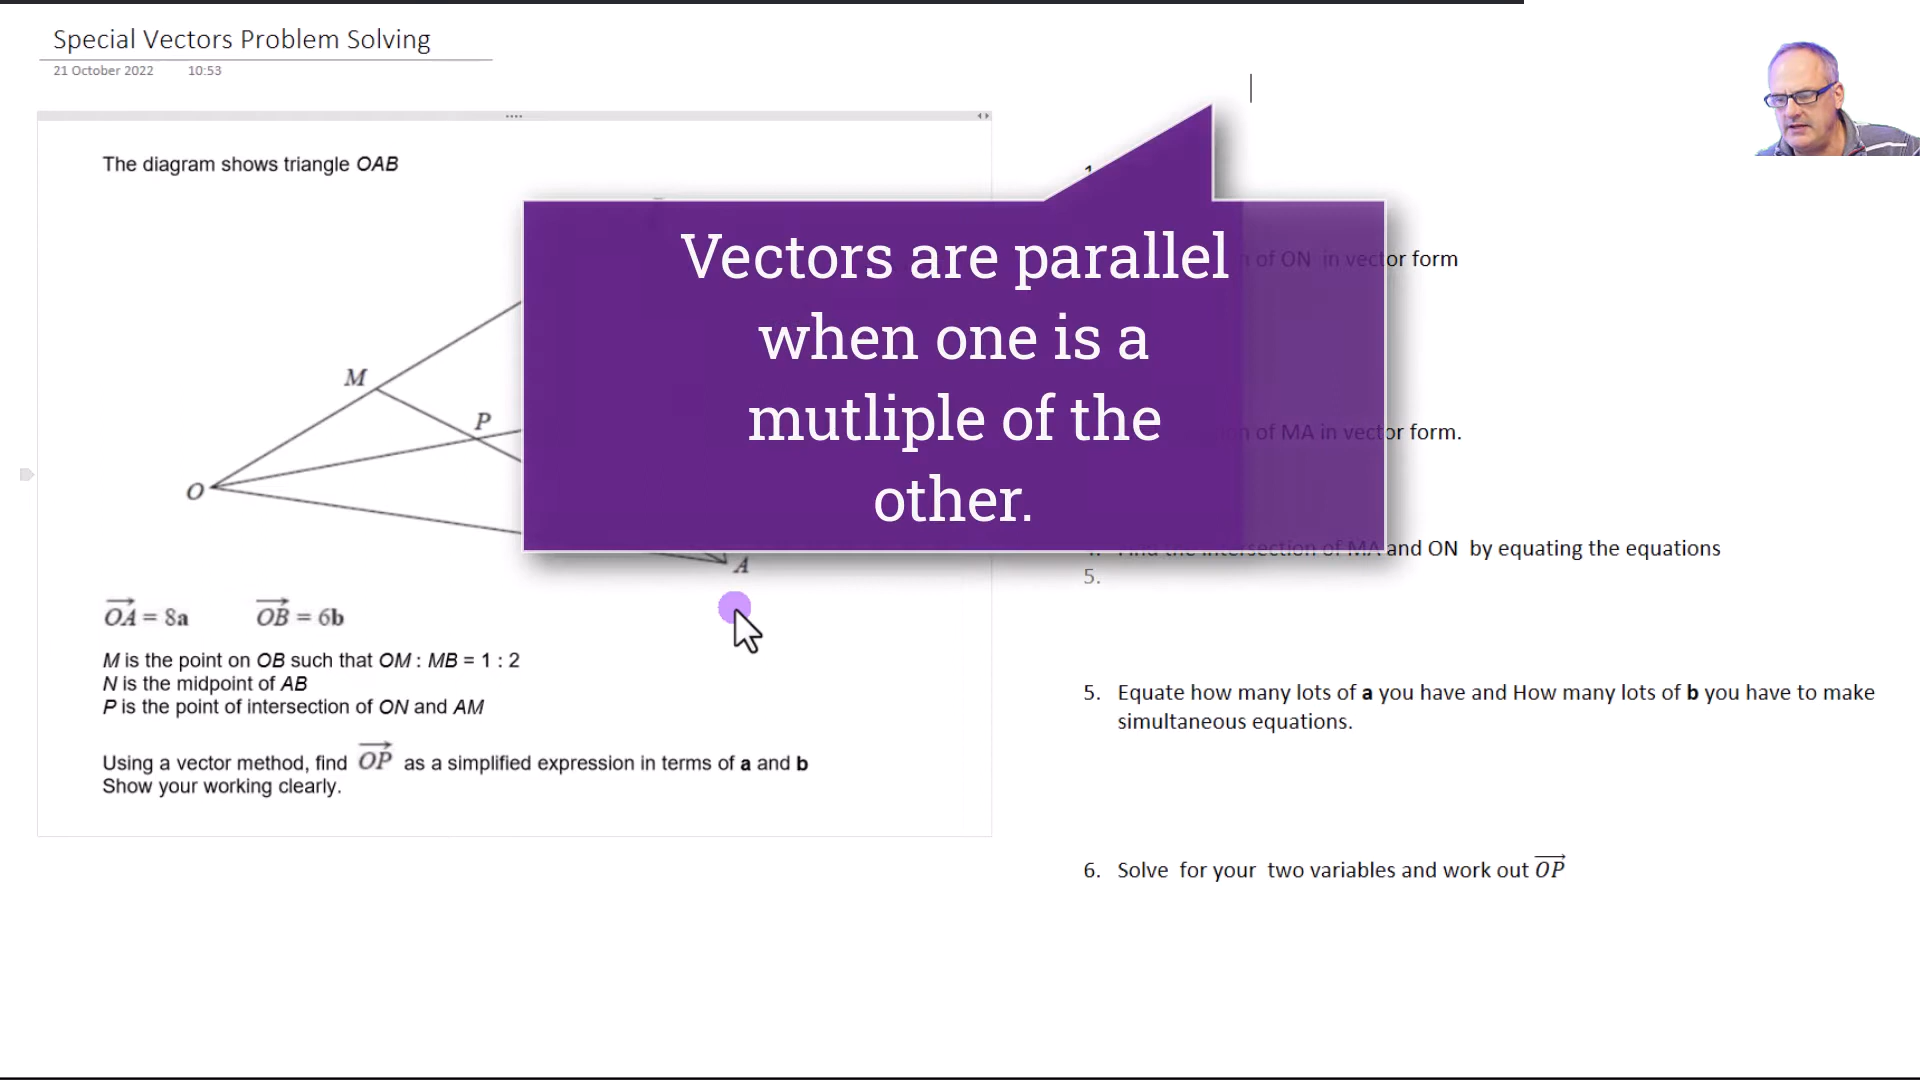 Special Vectors Problem Solving
21 October 2022 10:53
The diagram shows triangle OAB
M
P
O
A
Vectors are parallel
when one is a
mutliple of the
other.
of ON in vector form
of MA in vector form.
4. Find the intersection of MA and ON by equating the equations
5.
OA = 8a OB = 6b
M is the point on OB such that OM : MB = 1 : 2
N is the midpoint of AB
P is the point of intersection of ON and AM
Using a vector method, find OP as a simplified expression in terms of a and b
Show your working clearly.
5. Equate how many lots of a you have and How many lots of b you have to make
simultaneous equations.
6. Solve for your two variables and work out OP